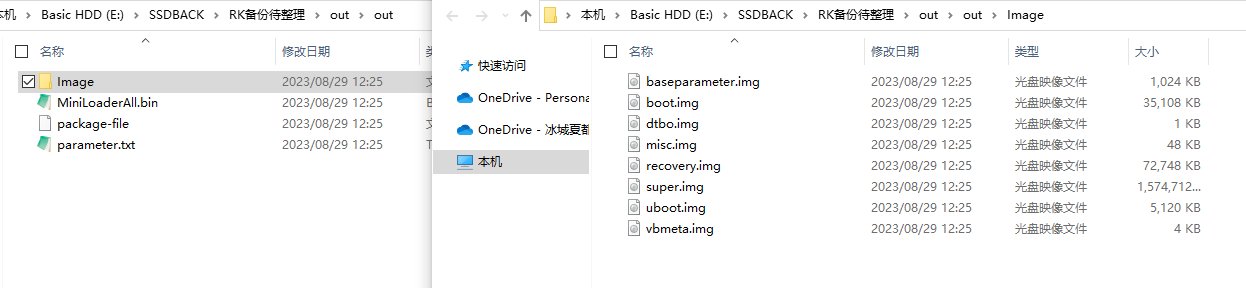 本机 › Basic HDD (E:) › SSDBACK › RK备份待整理 › out › out
名称 修改日期
Image 2023/08/29 12:25
MiniLoaderAll.bin 2023/08/29 12:25
package-file 2023/08/29 12:25
parameter.txt 2023/08/29 12:25
本机 › Basic HDD (E:) › SSDBACK › RK备份待整理 › out › out › Image
快速访问
OneDrive - Persona
OneDrive - 冰城夏都
本机
名称 修改日期 类型 大小
baseparameter.img 2023/08/29 12:25 光盘映像文件 1,024 KB
boot.img 2023/08/29 12:25 光盘映像文件 35,108 KB
dtbo.img 2023/08/29 12:25 光盘映像文件 1 KB
misc.img 2023/08/29 12:25 光盘映像文件 48 KB
recovery.img 2023/08/29 12:25 光盘映像文件 72,748 KB
super.img 2023/08/29 12:25 光盘映像文件 1,574,712...
uboot.img 2023/08/29 12:25 光盘映像文件 5,120 KB
vbmeta.img 2023/08/29 12:25 光盘映像文件 4 KB